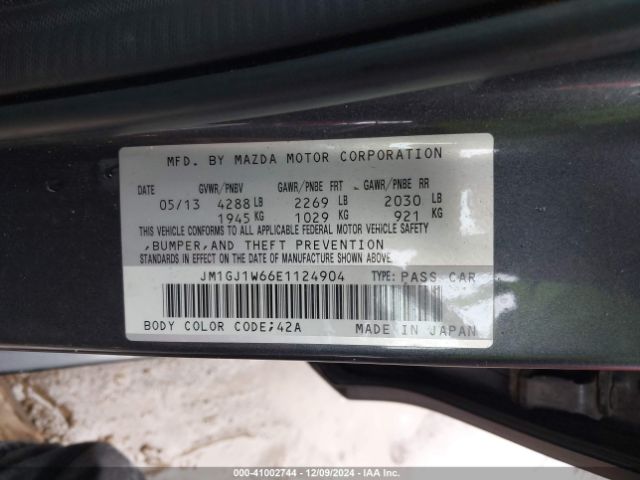 MFD. BY MAZDA MOTOR CORPORATION
DATE GVWR/PNBV GAWR/PNBE FRT GAWR/PNBE RR
05/13 4288 LB 2269 LB 2030 LB
1945 KG 1029 KG 921 KG
THIS VEHICLE CONFORMS TO ALL APPLICABLE FEDERAL MOTOR VEHICLE SAFETY
,BUMPER,AND THEFT PREVENTION
STANDARDS IN EFFECT ON THE DATE OF MANUFACTURE SHOWN ABOVE.
JM1GJ1W66E1124904 TYPE: PASS CAR
BODY COLOR CODE;42A MADE IN JAPAN
000-41002744 | 12/09/2024 | IAA Inc.